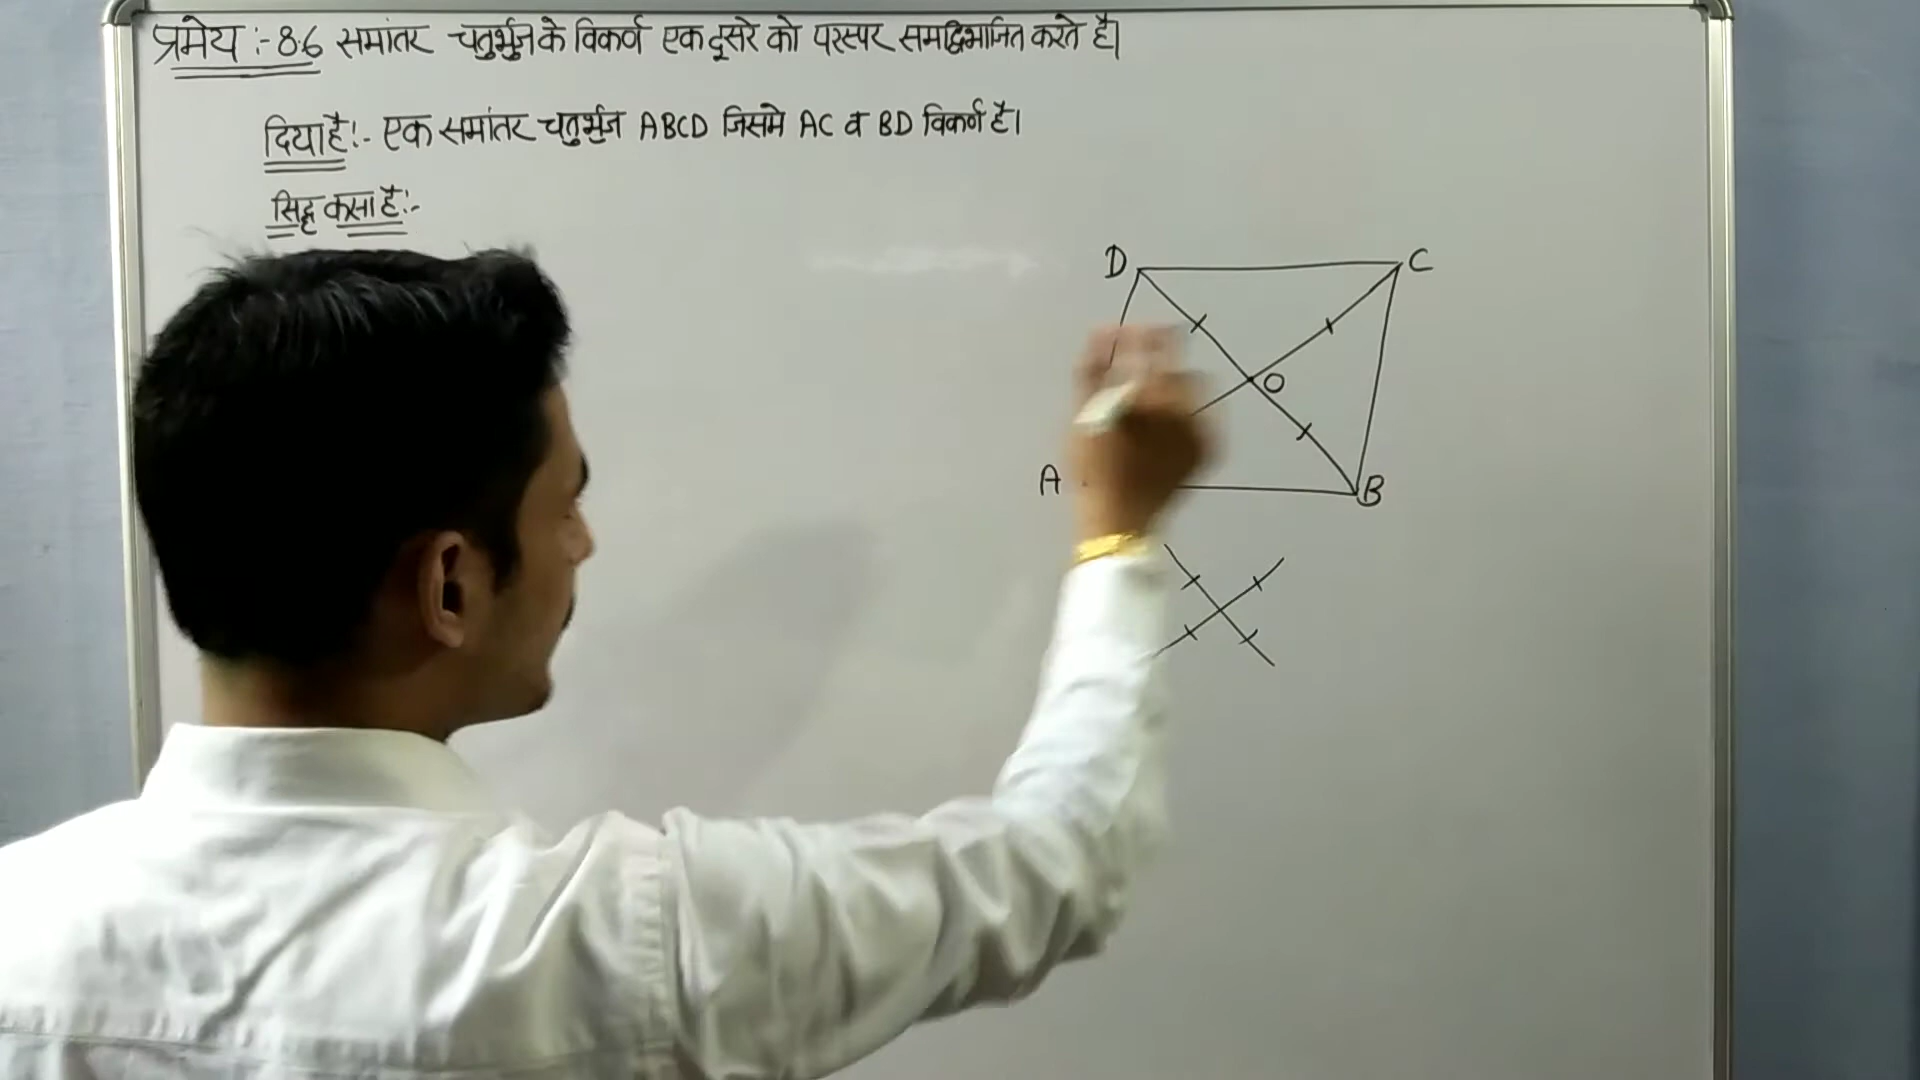 प्रमेय :- 8.6 समांतर चतुर्भुज के विकर्ण एक दूसरे को परस्पर समद्विभाजित करते है।
दिया है :- एक समांतर चतुर्भुज ABCD जिसमे AC व BD विकर्ण है।
सिद्ध करना है :-
D C
O
A B